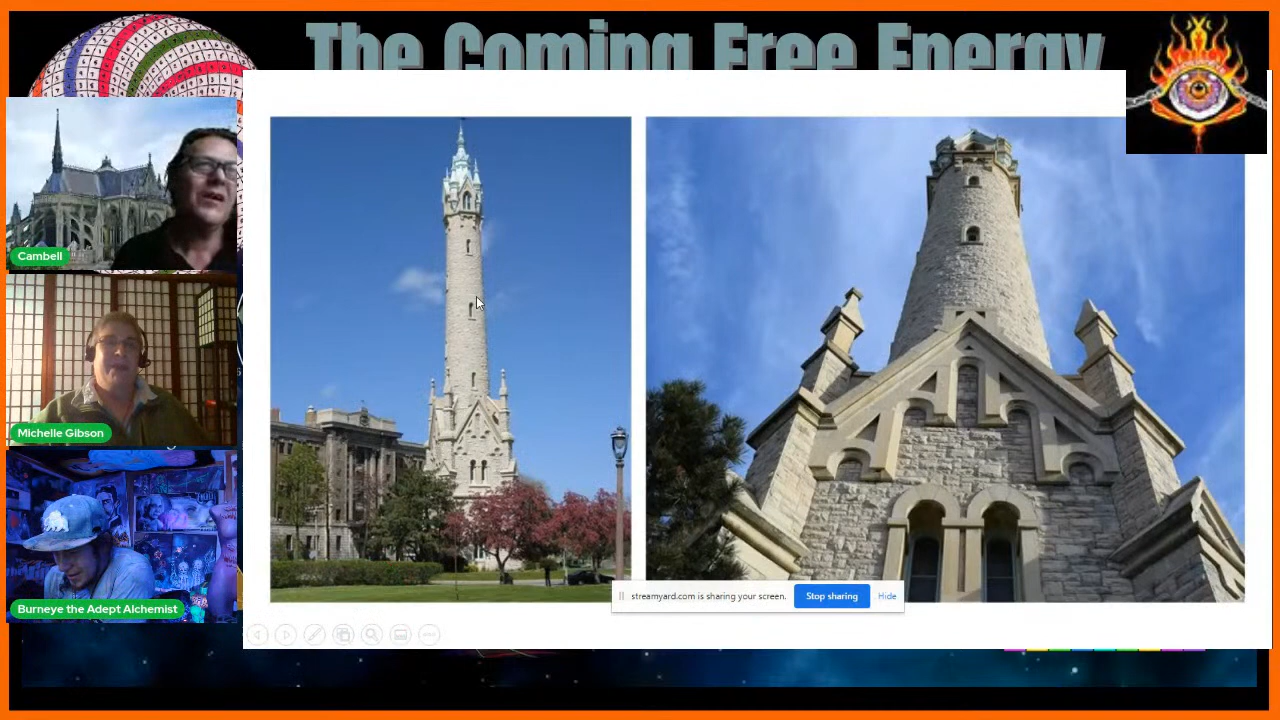 The Coming Free Energy
Cambell
Michelle Gibson
Burneye the Adept Alchemist
streamyard.com is sharing your screen.
Stop sharing
Hide